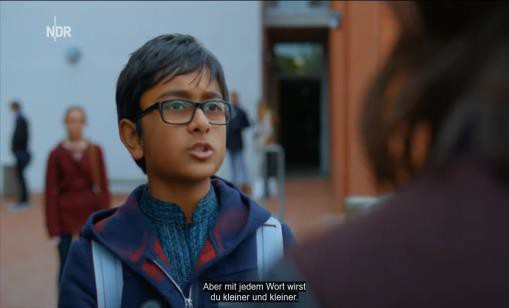 NDR
Aber mit jedem Wort wirst
du kleiner und kleiner.